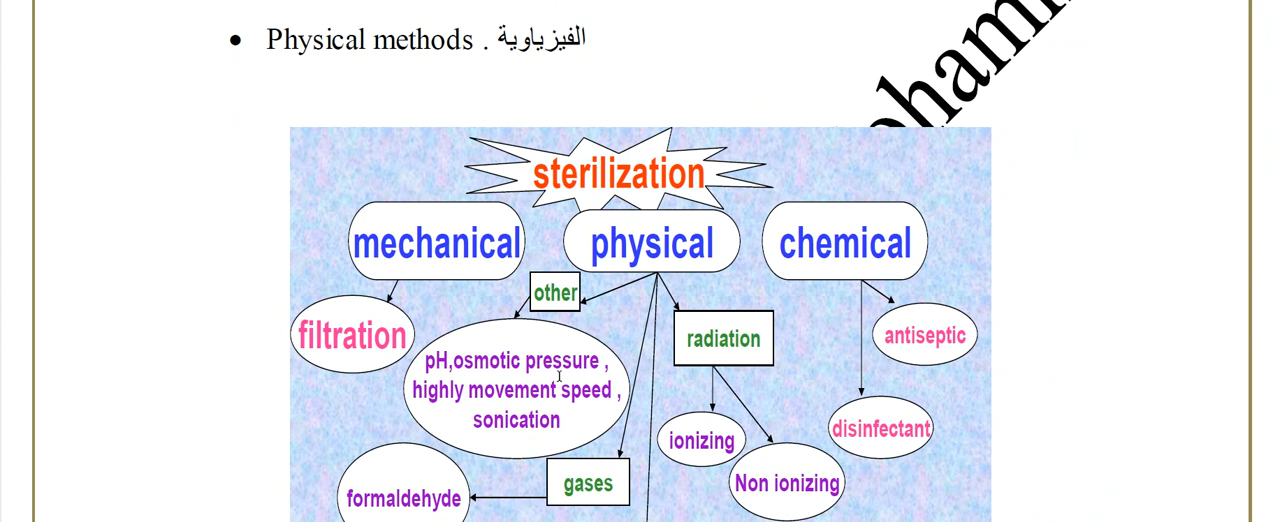 • Physical methods . الفيزياوية
sterilization
mechanical
physical
chemical
other
filtration
radiation
antiseptic
pH,osmotic pressure ,
highly movement speed ,
sonication
ionizing
disinfectant
Non ionizing
gases
formaldehyde